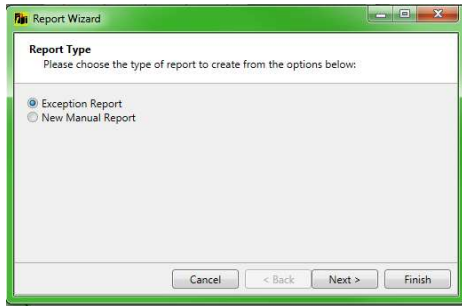 Report Wizard
Report Type
Please choose the type of report to create from the options below:
Exception Report
New Manual Report
Cancel < Back Next > Finish